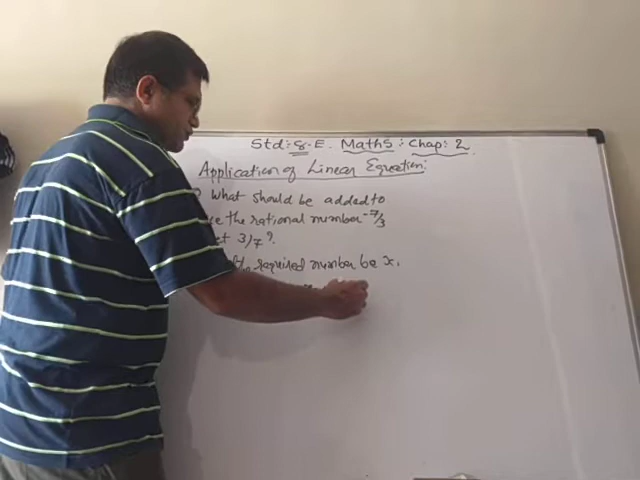 Std: 8. E. Maths : Chap: 2
Application of Linear Equation:
? What should be added to
the rational number -7/3
3/7?
required number be x.